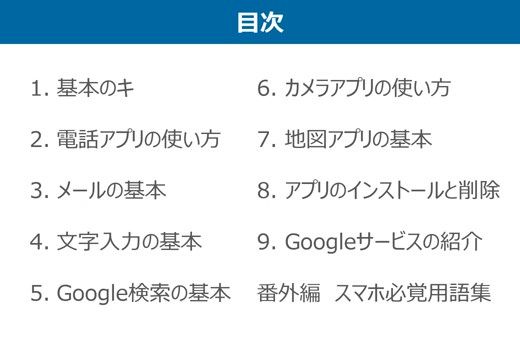 目次
1. 基本のキ
2. 電話アプリの使い方
3. メールの基本
4. 文字入力の基本
5. Google検索の基本
6. カメラアプリの使い方
7. 地図アプリの基本
8. アプリのインストールと削除
9. Googleサービスの紹介
番外編 スマホ必覚用語集